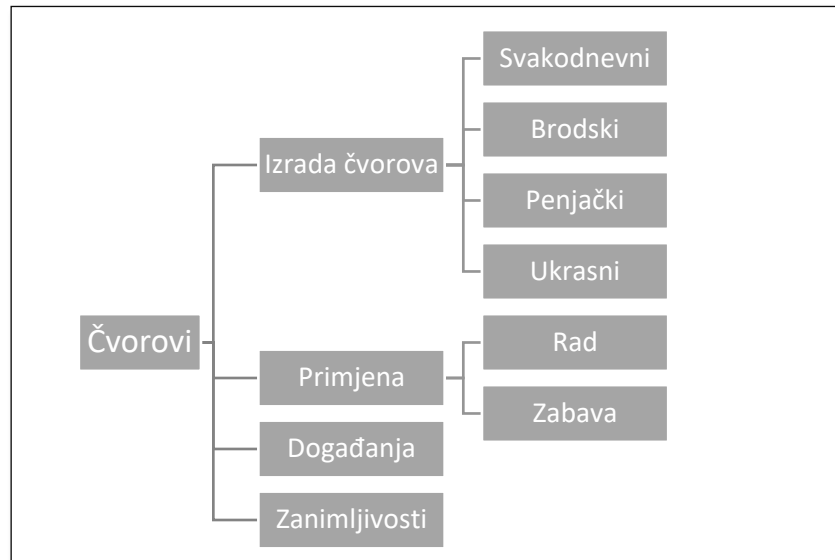 Čvorovi
Izrada čvorova
Svakodnevni
Brodski
Penjački
Ukrasni
Primjena
Rad
Zabava
Događanja
Zanimljivosti